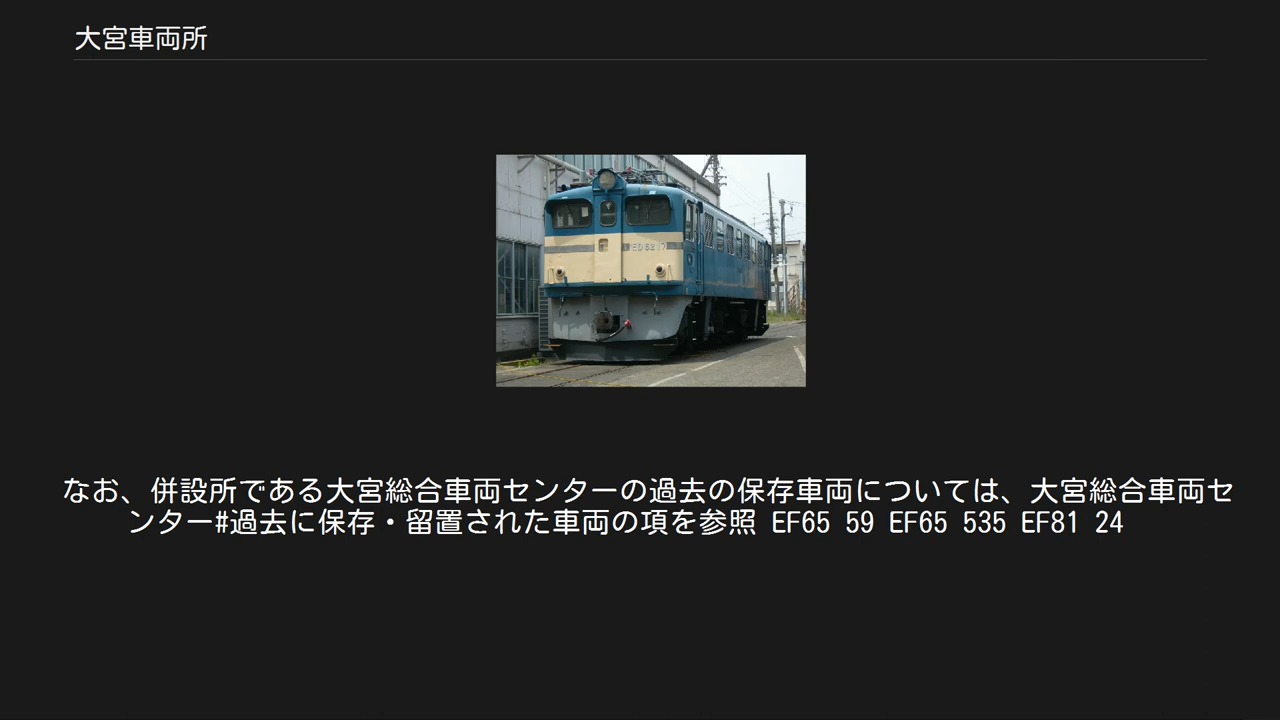 大宮車両所
ED62 17
なお、併設所である大宮総合車両センターの過去の保存車両については、大宮総合車両セ
ンター#過去に保存・留置された車両の項を参照 EF65 59 EF65 535 EF81 24